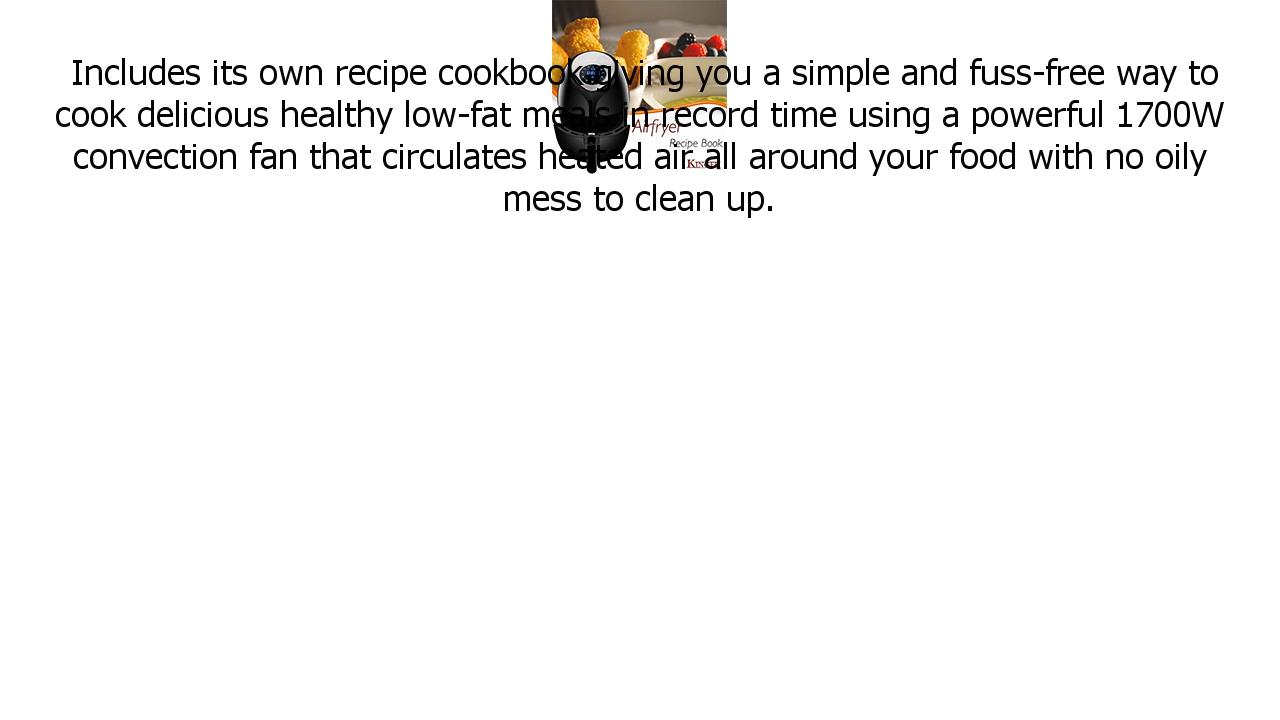 Includes its own recipe cookbook giving you a simple and fuss-free way to
cook delicious healthy low-fat meals in record time using a powerful 1700W
convection fan that circulates heated air all around your food with no oily
mess to clean up.
Airfryer
Recipe Book